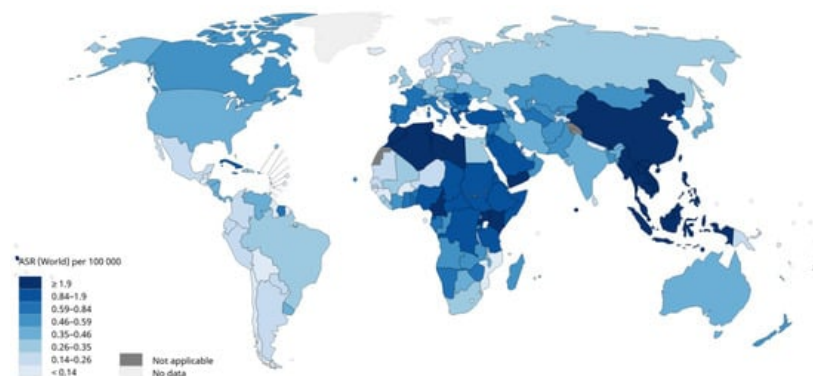 ASR (World) per 100 000
≥ 1.9
0.84–1.9
0.59–0.84
0.46–0.59
0.35–0.46
0.26–0.35
0.14–0.26
< 0.14
Not applicable
No data